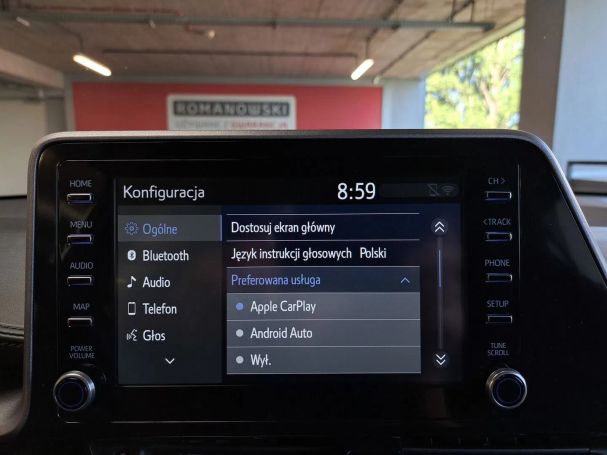 ROMANOWSKI
HOME
MENU
AUDIO
MAP
POWER
VOLUME
Konfiguracja
8:59
Ogólne
Bluetooth
Audio
Telefon
Głos
Dostosuj ekran główny
Język instrukcji głosowych Polski
Preferowana usługa
Apple CarPlay
Android Auto
Wył.
CH >
< TRACK
PHONE
SETUP
TUNE
SCROLL